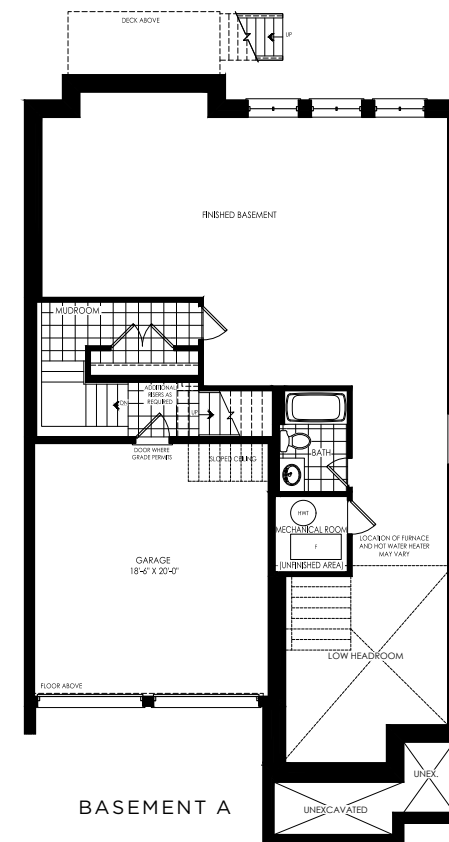 DECK ABOVE
UP
FINISHED BASEMENT
MUDROOM
ADDITIONAL
RISERS AS
REQUIRED
DN
UP
DOOR WHERE
GRADE PERMITS
SLOPED CEILING
BATH
HWT
MECHANICAL ROOM
F
(UNFINISHED AREA)
LOCATION OF FURNACE
AND HOT WATER HEATER
MAY VARY
GARAGE
18'-6" X 20'-0"
LOW HEADROOM
FLOOR ABOVE
UNEX.
UNEXCAVATED
BASEMENT A